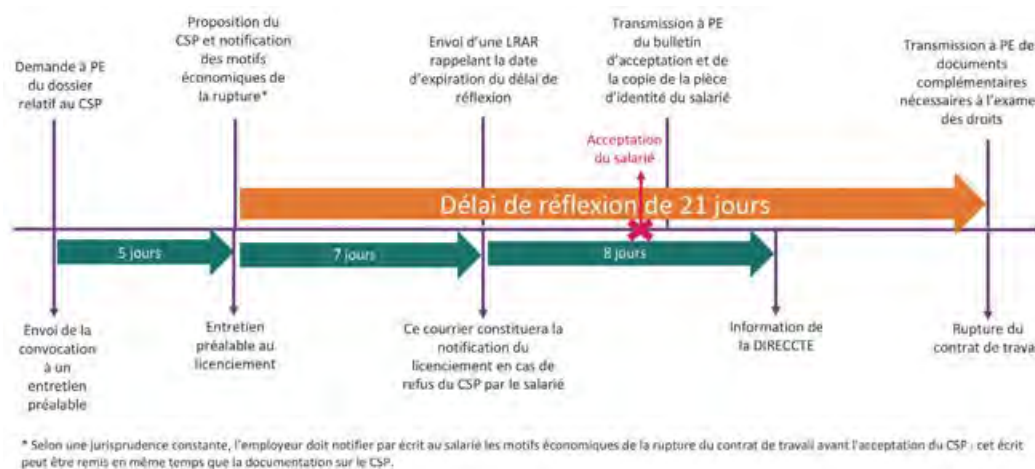 Demande à PE
du dossier
relatif au CSP
Proposition du
CSP et notification
des motifs
économiques de
la rupture*
Envoi d'une LRAR
rappelant la date
d'expiration du délai de
réflexion
Transmission à PE
du bulletin
d'acceptation et de
la copie de la pièce
d'identité du salarié
Transmission à PE de
documents
complémentaires
nécessaires à l'exame
des droits
Acceptation
du salarié
Délai de réflexion de 21 jours
5 jours
7 jours
8 jours
Envoi de la
convocation
à un
entretien
préalable
Entretien
préalable au
licenciement
Ce courrier constituera la
notification du
licenciement en cas de
refus du CSP par le salarié
Information de
la DIRECCTE
Rupture du
contrat de trava
* Selon une jurisprudence constante, l'employeur doit notifier par écrit au salarié les motifs économiques de la rupture du contrat de travail avant l'acceptation du CSP : cet écrit
peut être remis en même temps que la documentation sur le CSP.